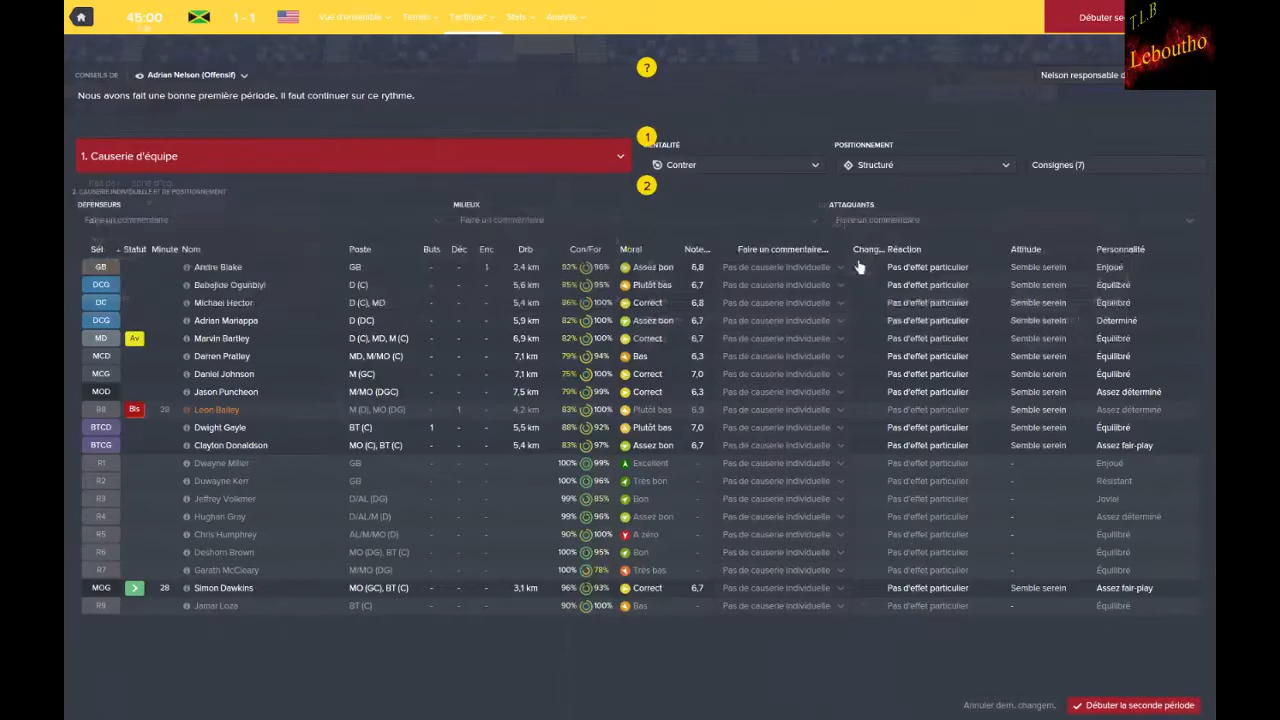 45:00 1 - 1 Vue d'ensemble Terrain Tactique* Stats Analyse
T.L.B
Leboutho
CONSEILS DE Adrian Nelson (Offensif) ?
Nous avons fait une bonne première période. Il faut continuer sur ce rythme.
1
POSITIONNEMENT
1. Causerie d'équipe Contrer Structuré Consignes (7)
2
2. CAUSERIE INDIVIDUELLE ET DE POSITIONNEMENT
DÉFENSEURS MILIEUX ATTAQUANTS
Faire un commentaire Faire un commentaire Faire un commentaire
Sél Statut Minute Nom Poste Buts Déc Enc Drb Con/For Moral Note... Faire un commentaire... Chang... Réaction Attitude Personnalité
GB Andre Blake GB - - 1 2,4 km 93% 96% Assez bon 6,8 Pas de causerie individuelle Pas d'effet particulier Semble serein Enjoué
DCG Babajide Ogunbiyi D (C) - - - 5,6 km 85% 95% Plutôt bas 6,7 Pas de causerie individuelle Pas d'effet particulier Semble serein Équilibré
DC Michael Hector D (C), MD - - - 5,4 km 86% 100% Correct 6,8 Pas de causerie individuelle Pas d'effet particulier Semble serein Équilibré
DCG Adrian Mariappa D (DC) - - - 5,9 km 82% 100% Assez bon 6,7 Pas de causerie individuelle Pas d'effet particulier Semble serein Déterminé
MD Av Marvin Bartley D (C), MD, M (C) - - - 6,9 km 82% 100% Correct 6,7 Pas de causerie individuelle Pas d'effet particulier Semble serein Équilibré
MCD Darren Pratley MD, M/MO (C) - - - 7,1 km 79% 94% Bas 6,3 Pas de causerie individuelle Pas d'effet particulier Semble serein Équilibré
MCG Daniel Johnson M (GC) - - - 7,1 km 75% 100% Correct 7,0 Pas de causerie individuelle Pas d'effet particulier Semble serein Équilibré
MOD Jason Puncheon M/MO (DGC) - - - 7,5 km 79% 99% Correct 6,3 Pas de causerie individuelle Pas d'effet particulier Semble serein Assez déterminé
R8 Bls 28 Leon Bailey M (D), MO (DG) - 1 - 4,2 km 83% 100% Plutôt bas 6,9 Pas de causerie individuelle Pas d'effet particulier Semble serein Assez déterminé
BTCD Dwight Gayle BT (C) 1 - - 5,5 km 88% 92% Plutôt bas 7,0 Pas de causerie individuelle Pas d'effet particulier Semble serein Équilibré
BTCG Clayton Donaldson MO (C), BT (C) - - - 5,4 km 83% 97% Assez bon 6,7 Pas de causerie individuelle Pas d'effet particulier Semble serein Assez fair-play
R1 Dwayne Miller GB - - - 100% 99% Excellent - Pas de causerie individuelle Pas d'effet particulier - Enjoué
R2 Duwayne Kerr GB - - - 100% 96% Très bon - Pas de causerie individuelle Pas d'effet particulier - Résistant
R3 Jeffrey Volkmer D/AL (DG) - - - 99% 85% Bon - Pas de causerie individuelle Pas d'effet particulier - Jovial
R4 Hughan Gray D/AL/M (D) - - - 99% 96% Assez bon - Pas de causerie individuelle Pas d'effet particulier - Assez déterminé
R5 Chris Humphrey AL/M/MO (D) - - - 90% 100% A zéro - Pas de causerie individuelle Pas d'effet particulier - Équilibré
R6 Deshorn Brown MO (DG), BT (C) - - - 100% 95% Bon - Pas de causerie individuelle Pas d'effet particulier - Équilibré
R7 Garath McCleary M/MO (DG) - - - 100% 78% Très bas - Pas de causerie individuelle Pas d'effet particulier - Équilibré
MOG 28 Simon Dawkins MO (GC), BT (C) - - - 3,1 km 96% 93% Correct 6,7 Pas de causerie individuelle Pas d'effet particulier Semble serein Assez fair-play
R9 Jamar Loza BT (C) - - - 90% 100% Bas - Pas de causerie individuelle Pas d'effet particulier - Équilibré
Annuler dern. changem. Débuter la seconde période